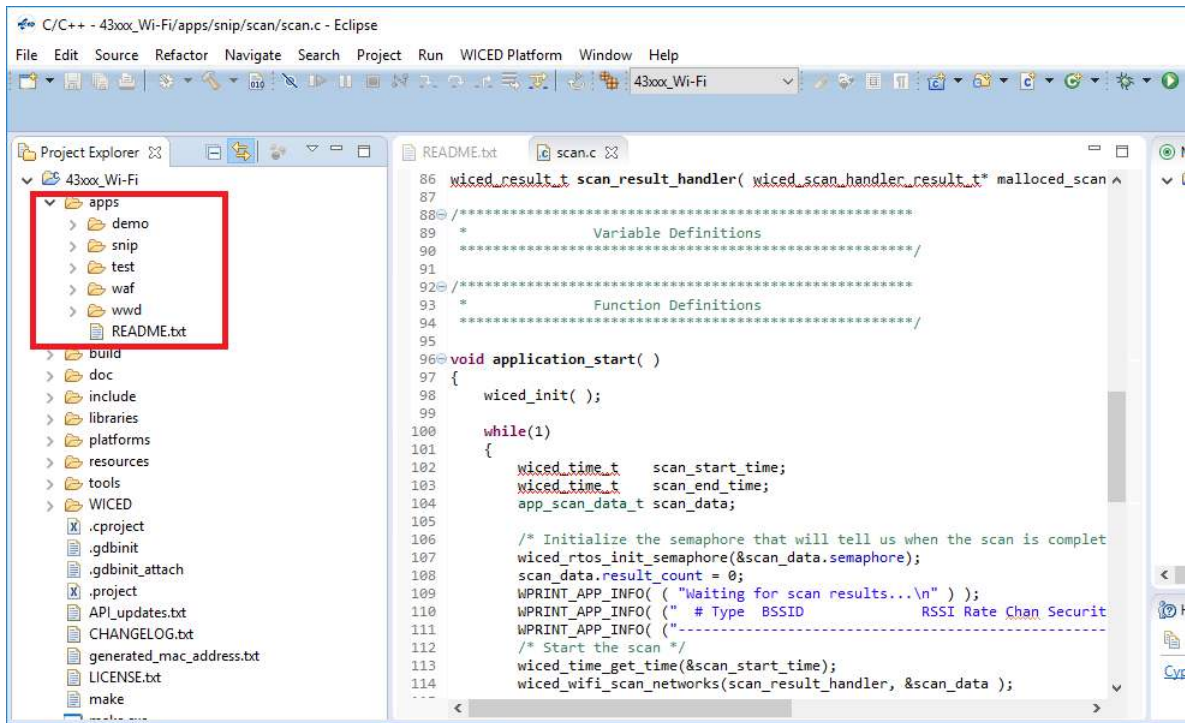 C/C++ - 43xxx_Wi-Fi/apps/snip/scan/scan.c - Eclipse
File Edit Source Refactor Navigate Search Project Run WICED Platform Window Help
010
43xxx_Wi-Fi
Project Explorer
43xxx_Wi-Fi
apps
demo
snip
test
waf
wwd
README.txt
build
doc
include
libraries
platforms
resources
tools
WICED
.cproject
.gdbinit
.gdbinit_attach
.project
API_updates.txt
CHANGELOG.txt
generated_mac_address.txt
LICENSE.txt
make
README.txt scan.c
86 wiced_result_t scan_result_handler( wiced_scan_handler_result_t* malloced_scan
87
88 /*****************************************************
89 * Variable Definitions
90 *****************************************************/
91
92 /*****************************************************
93 * Function Definitions
94 *****************************************************/
95
96 void application_start( )
97 {
98 wiced_init( );
99
100 while(1)
101 {
102 wiced_time_t scan_start_time;
103 wiced_time_t scan_end_time;
104 app_scan_data_t scan_data;
105
106 /* Initialize the semaphore that will tell us when the scan is complet
107 wiced_rtos_init_semaphore(&scan_data.semaphore);
108 scan_data.result_count = 0;
109 WPRINT_APP_INFO( ( "Waiting for scan results...\n" ) );
110 WPRINT_APP_INFO( (" # Type BSSID RSSI Rate Chan Securit
111 WPRINT_APP_INFO( ("-----------------------------------------------------
112 /* Start the scan */
113 wiced_time_get_time(&scan_start_time);
114 wiced_wifi_scan_networks(scan_result_handler, &scan_data );